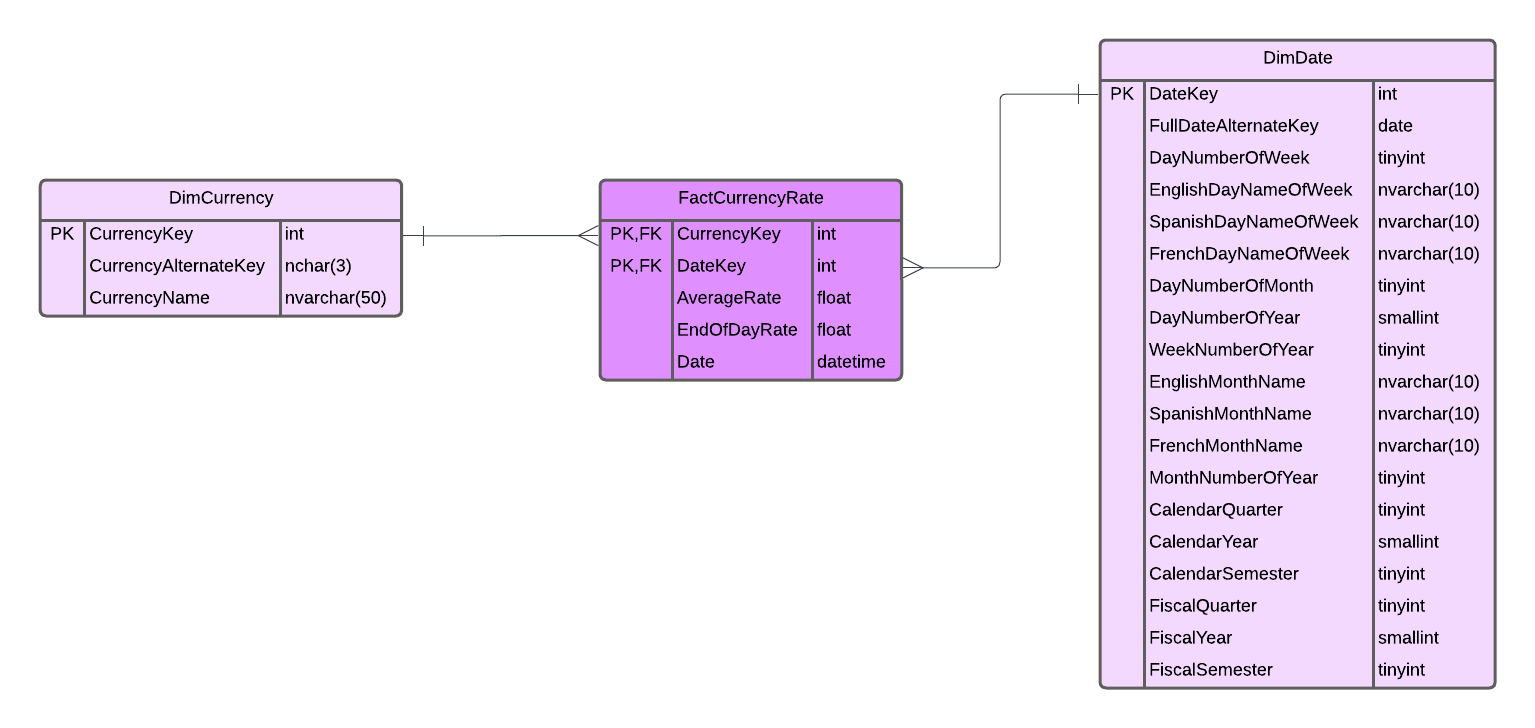 DimCurrency
PK CurrencyKey int
CurrencyAlternateKey nchar(3)
CurrencyName nvarchar(50)
FactCurrencyRate
PK,FK CurrencyKey int
PK,FK DateKey int
AverageRate float
EndOfDayRate float
Date datetime
DimDate
PK DateKey int
FullDateAlternateKey date
DayNumberOfWeek tinyint
EnglishDayNameOfWeek nvarchar(10)
SpanishDayNameOfWeek nvarchar(10)
FrenchDayNameOfWeek nvarchar(10)
DayNumberOfMonth tinyint
DayNumberOfYear smallint
WeekNumberOfYear tinyint
EnglishMonthName nvarchar(10)
SpanishMonthName nvarchar(10)
FrenchMonthName nvarchar(10)
MonthNumberOfYear tinyint
CalendarQuarter tinyint
CalendarYear smallint
CalendarSemester tinyint
FiscalQuarter tinyint
FiscalYear smallint
FiscalSemester tinyint